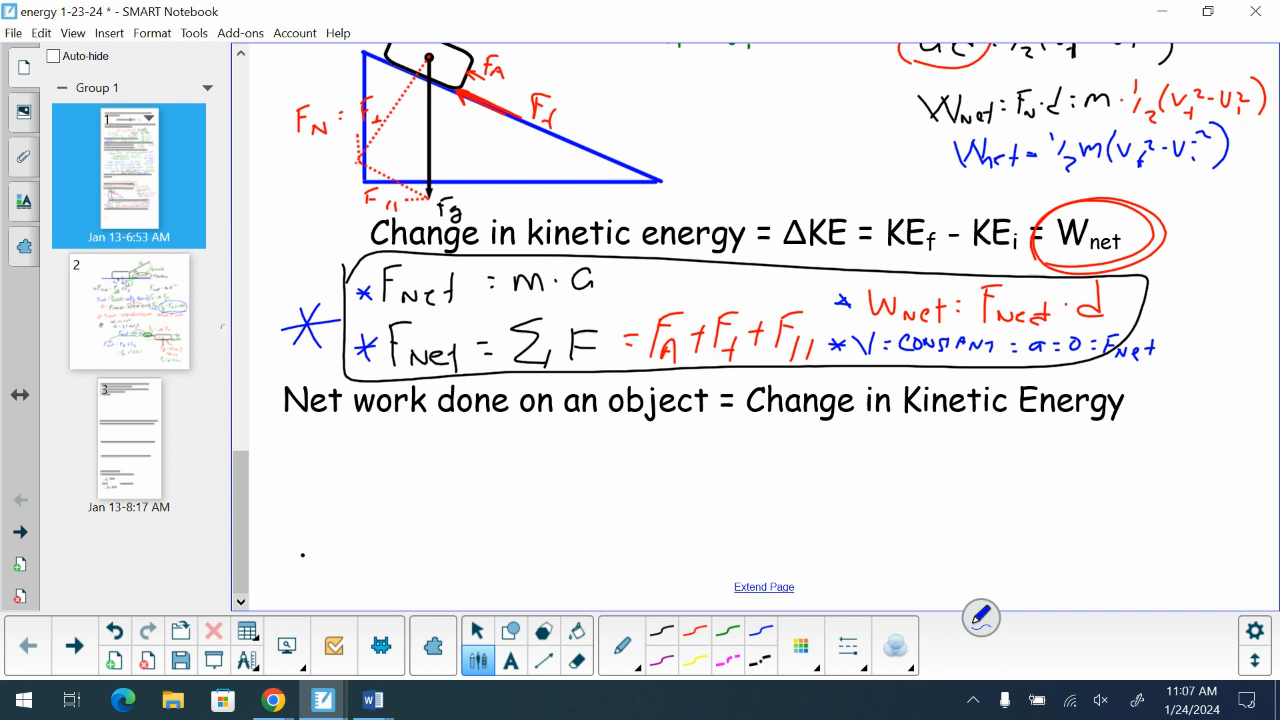 energy 1-23-24 * - SMART Notebook
File Edit View Insert Format Tools Add-ons Account Help
Auto-hide
Group 1
1
Jan 13-6:53 AM
2
3
Jan 13-8:17 AM
FA
Ff
FN = F⊥
F//
Fg
WNet = FN · d = m · 1/2 (vf² - vi²)
Wnet = 1/2 m (vf² - vi²)
Change in kinetic energy = ΔKE = KEf - KEi = Wnet
* FNet = m · a
* WNet = FNet · d
* FNet = Σ F = FA + Ff + F//
* V = CONSTANT = a = 0 = FNet
Net work done on an object = Change in Kinetic Energy
Extend Page
11:07 AM
1/24/2024